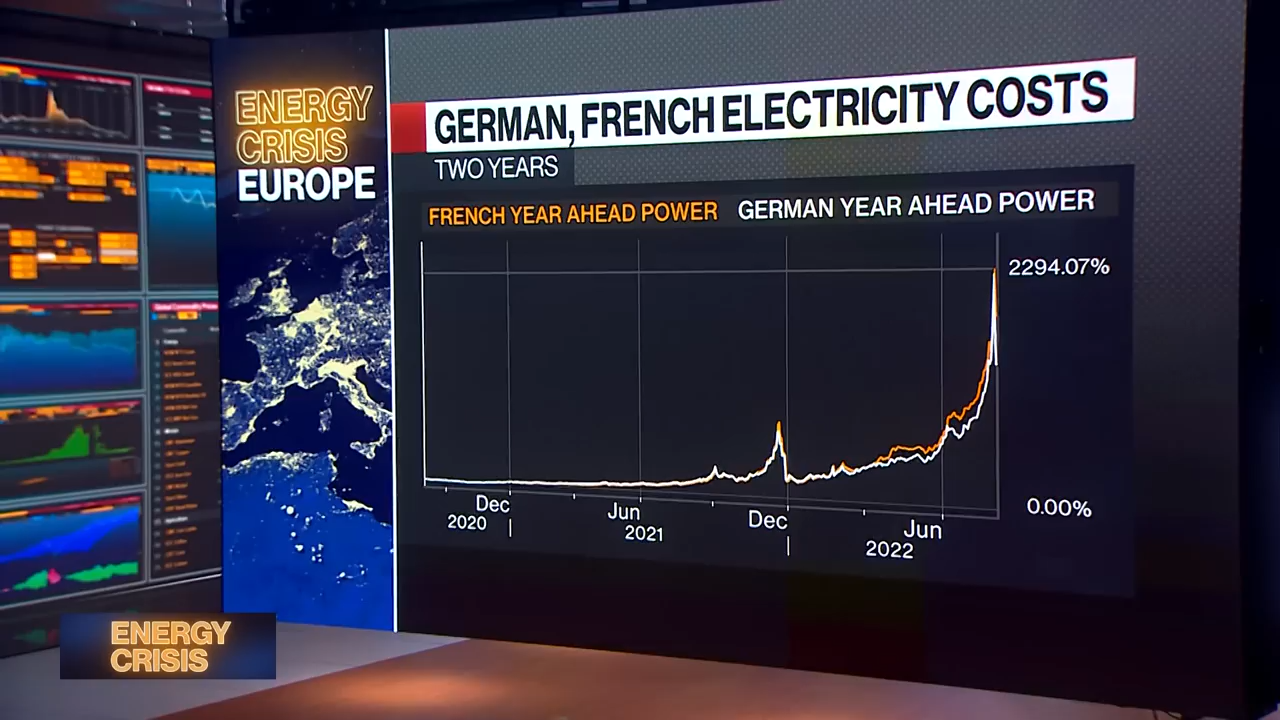 ENERGY
CRISIS
EUROPE
GERMAN, FRENCH ELECTRICITY COSTS
TWO YEARS
FRENCH YEAR AHEAD POWER GERMAN YEAR AHEAD POWER
2294.07%
0.00%
Dec Jun Dec Jun
2020 2021 2022
ENERGY
CRISIS